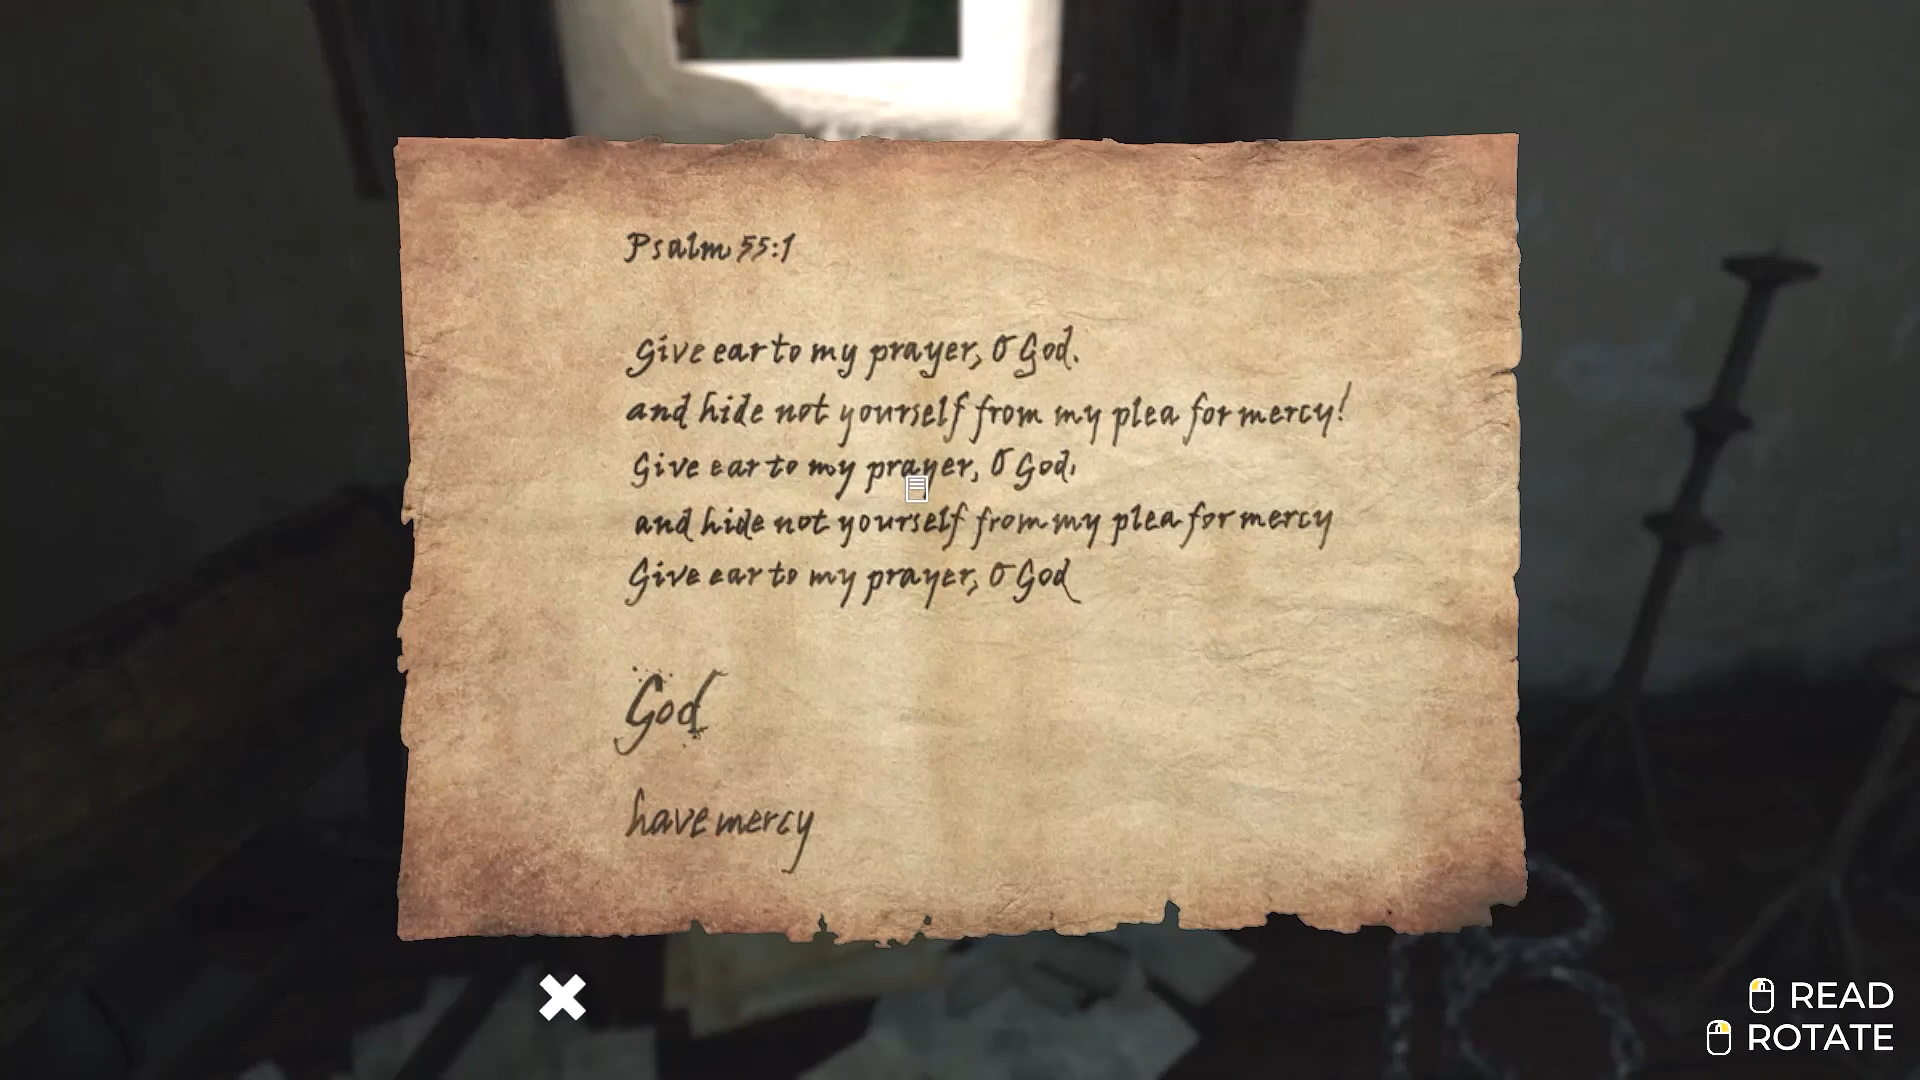 Psalm 55:1
Give ear to my prayer, O God.
and hide not yourself from my plea for mercy!
Give ear to my prayer, O God,
and hide not yourself from my plea for mercy
Give ear to my prayer, O God
God
have mercy
READ
ROTATE